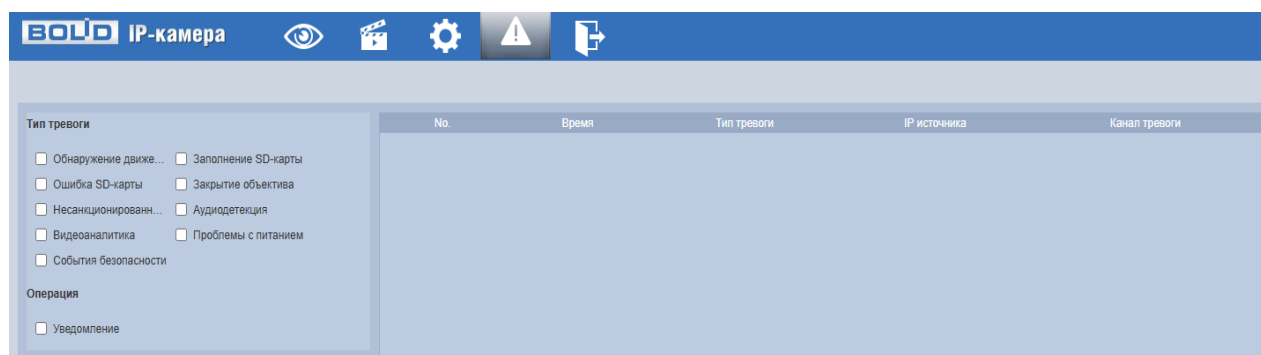 BOLID IP-камера
Тип тревоги
No. Время Тип тревоги IP источника Канал тревоги
Обнаружение движе... Заполнение SD-карты
Ошибка SD-карты Закрытие объектива
Несанкционированн... Аудиодетекция
Видеоаналитика Проблемы с питанием
События безопасности
Операция
Уведомление